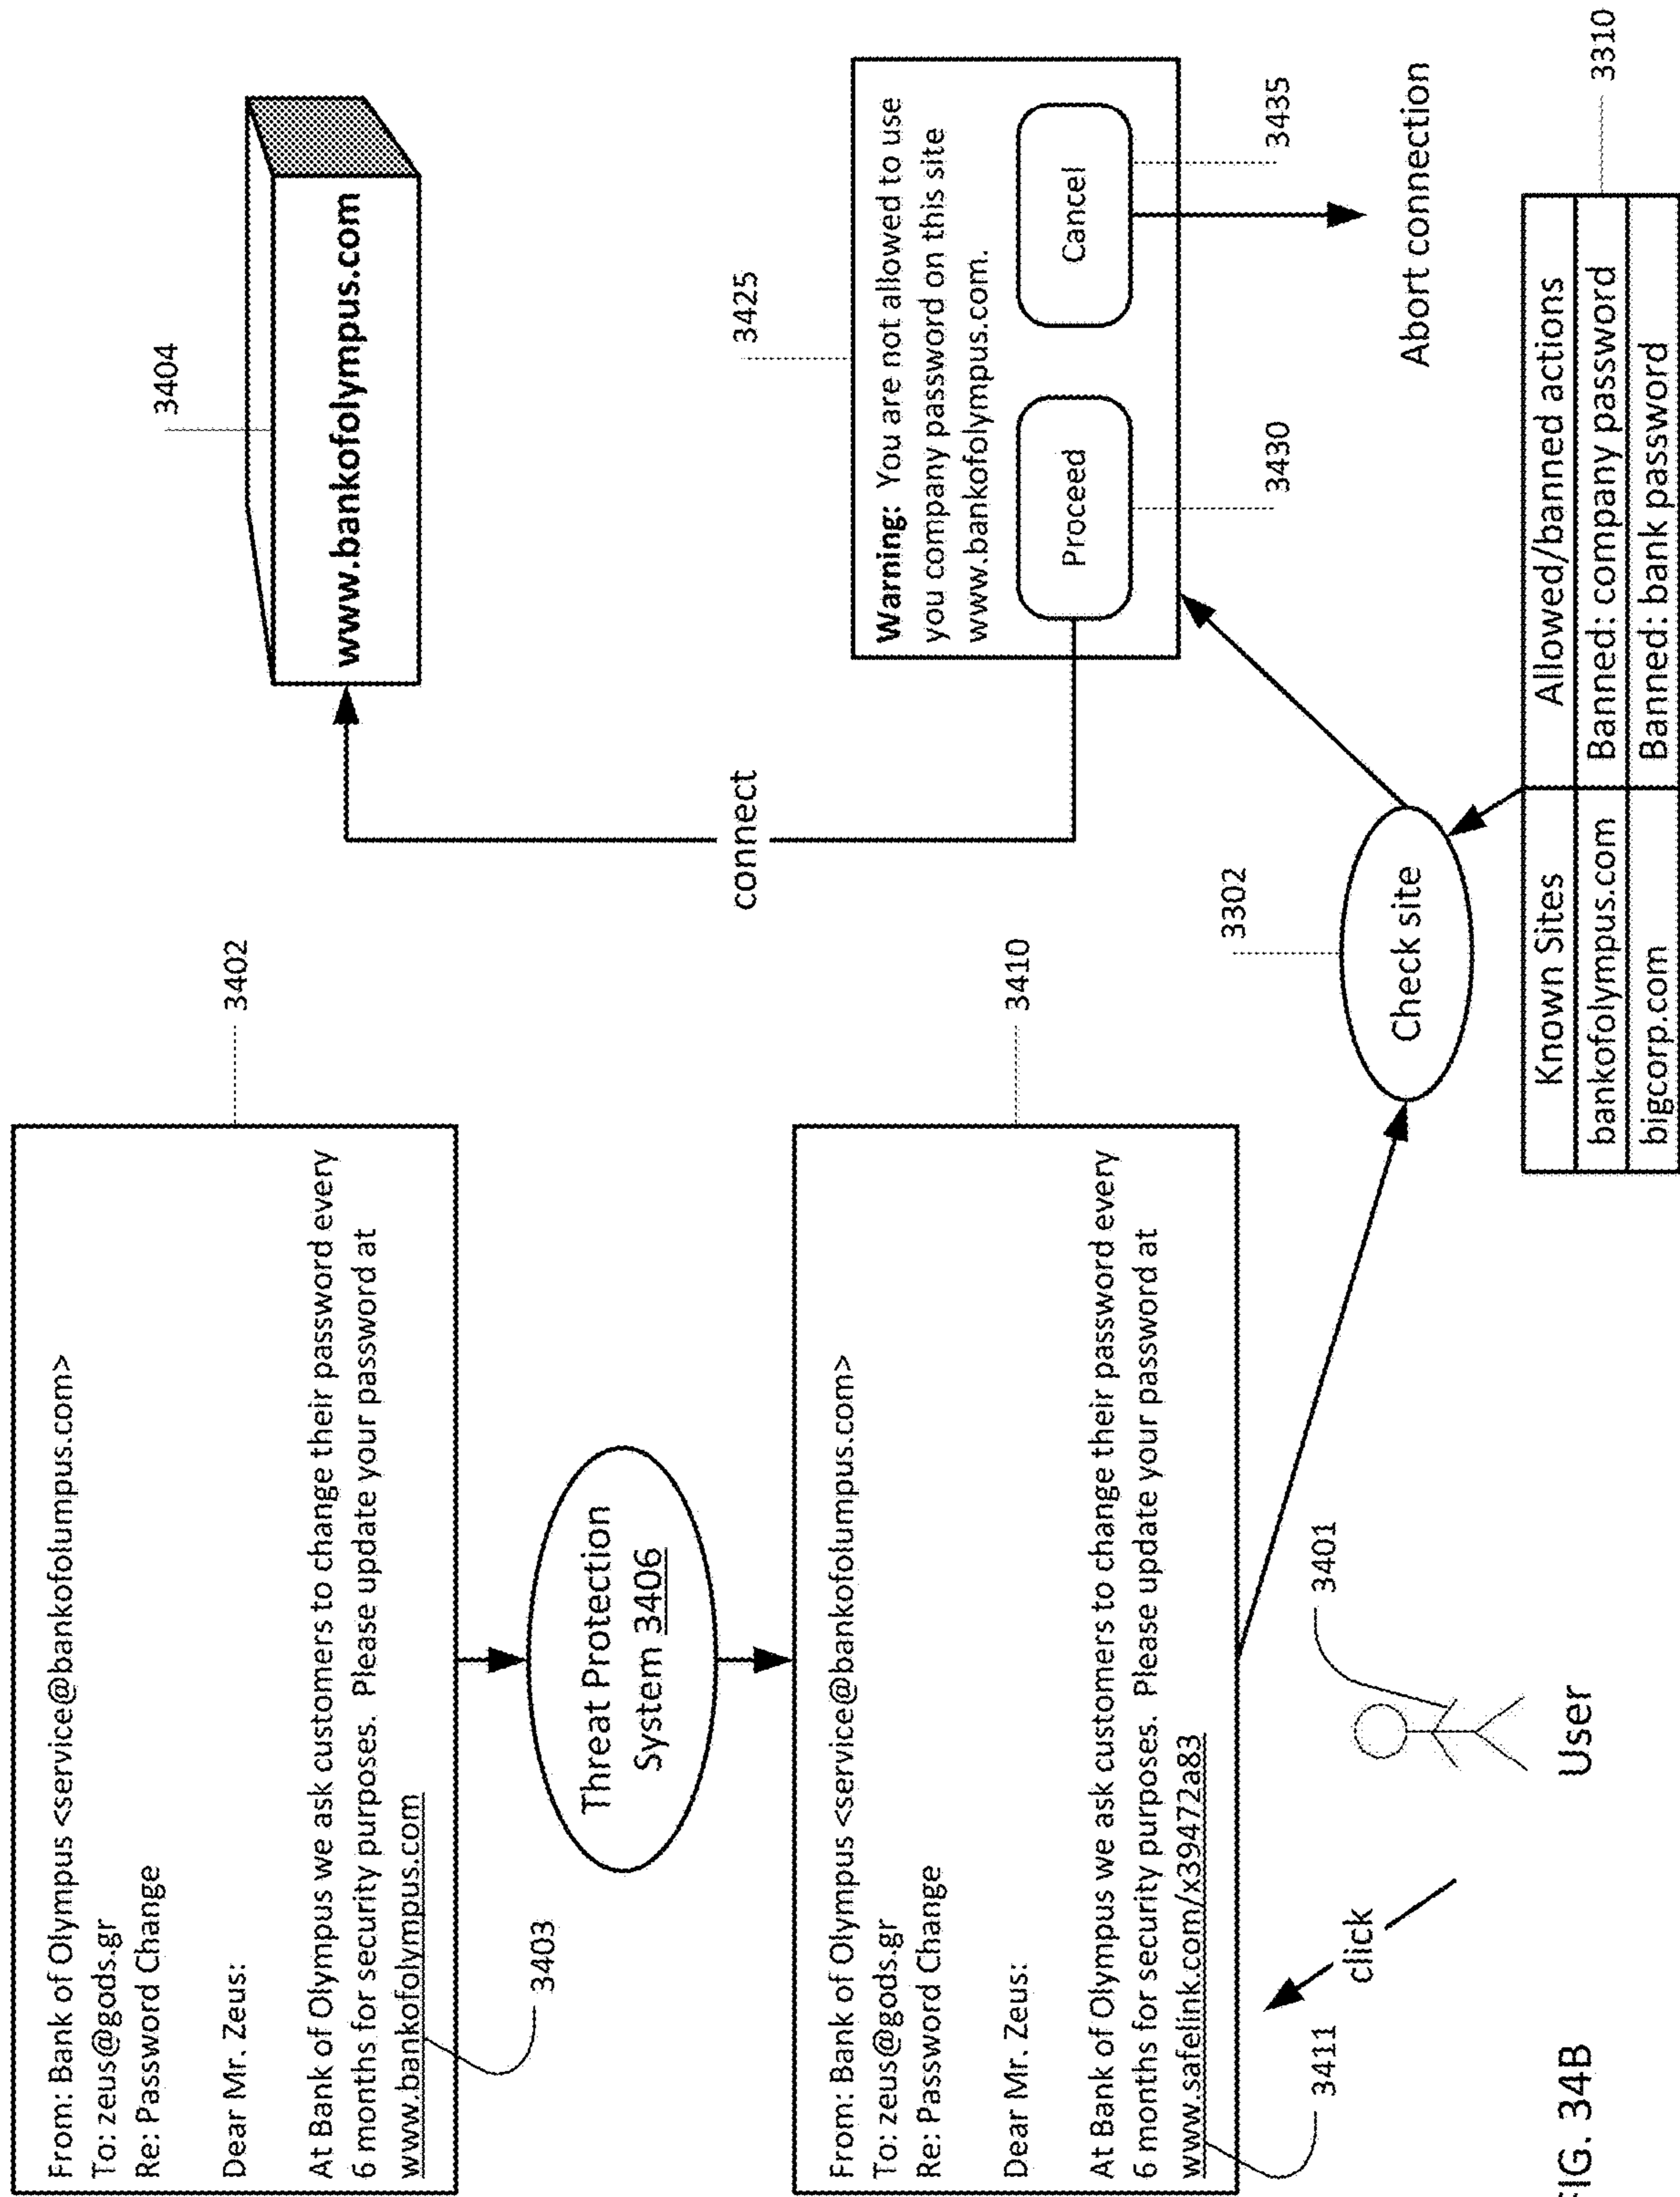 From: Bank of Olympus <service@bankofolumpus.com>
To: zeus@gods.gr
Re: Password Change
Dear Mr. Zeus:
At Bank of Olympus we ask customers to change their password every
6 months for security purposes. Please update your password at
www.bankofolympus.com
3402
3403
Threat Protection
System 3406
From: Bank of Olympus <service@bankofolumpus.com>
To: zeus@gods.gr
Re: Password Change
Dear Mr. Zeus:
At Bank of Olympus we ask customers to change their password every
6 months for security purposes. Please update your password at
www.safelink.com/x39472a83
3410
3411
click
3401
User
3404
www.bankofolympus.com
connect
3425
Warning: You are not allowed to use
you company password on this site
www.bankofolympus.com.
Proceed
Cancel
3430
3435
Abort connection
3302
Check site
Known Sites
Allowed/banned actions
bankofolympus.com
Banned: company password
bigcorp.com
Banned: bank password
3310
FIG. 34B